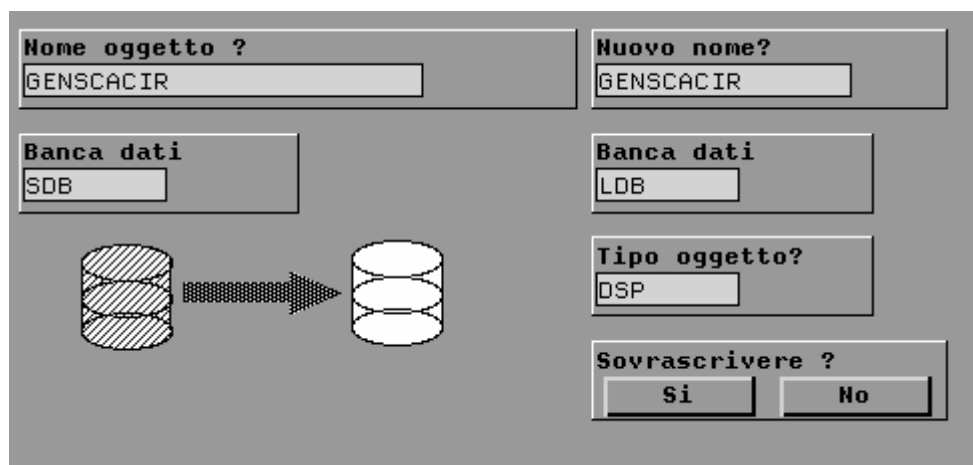 Nome oggetto ?
GENSCACIR
Nuovo nome?
GENSCACIR
Banca dati
SDB
Banca dati
LDB
Tipo oggetto?
DSP
Sovrascrivere ?
Si
No